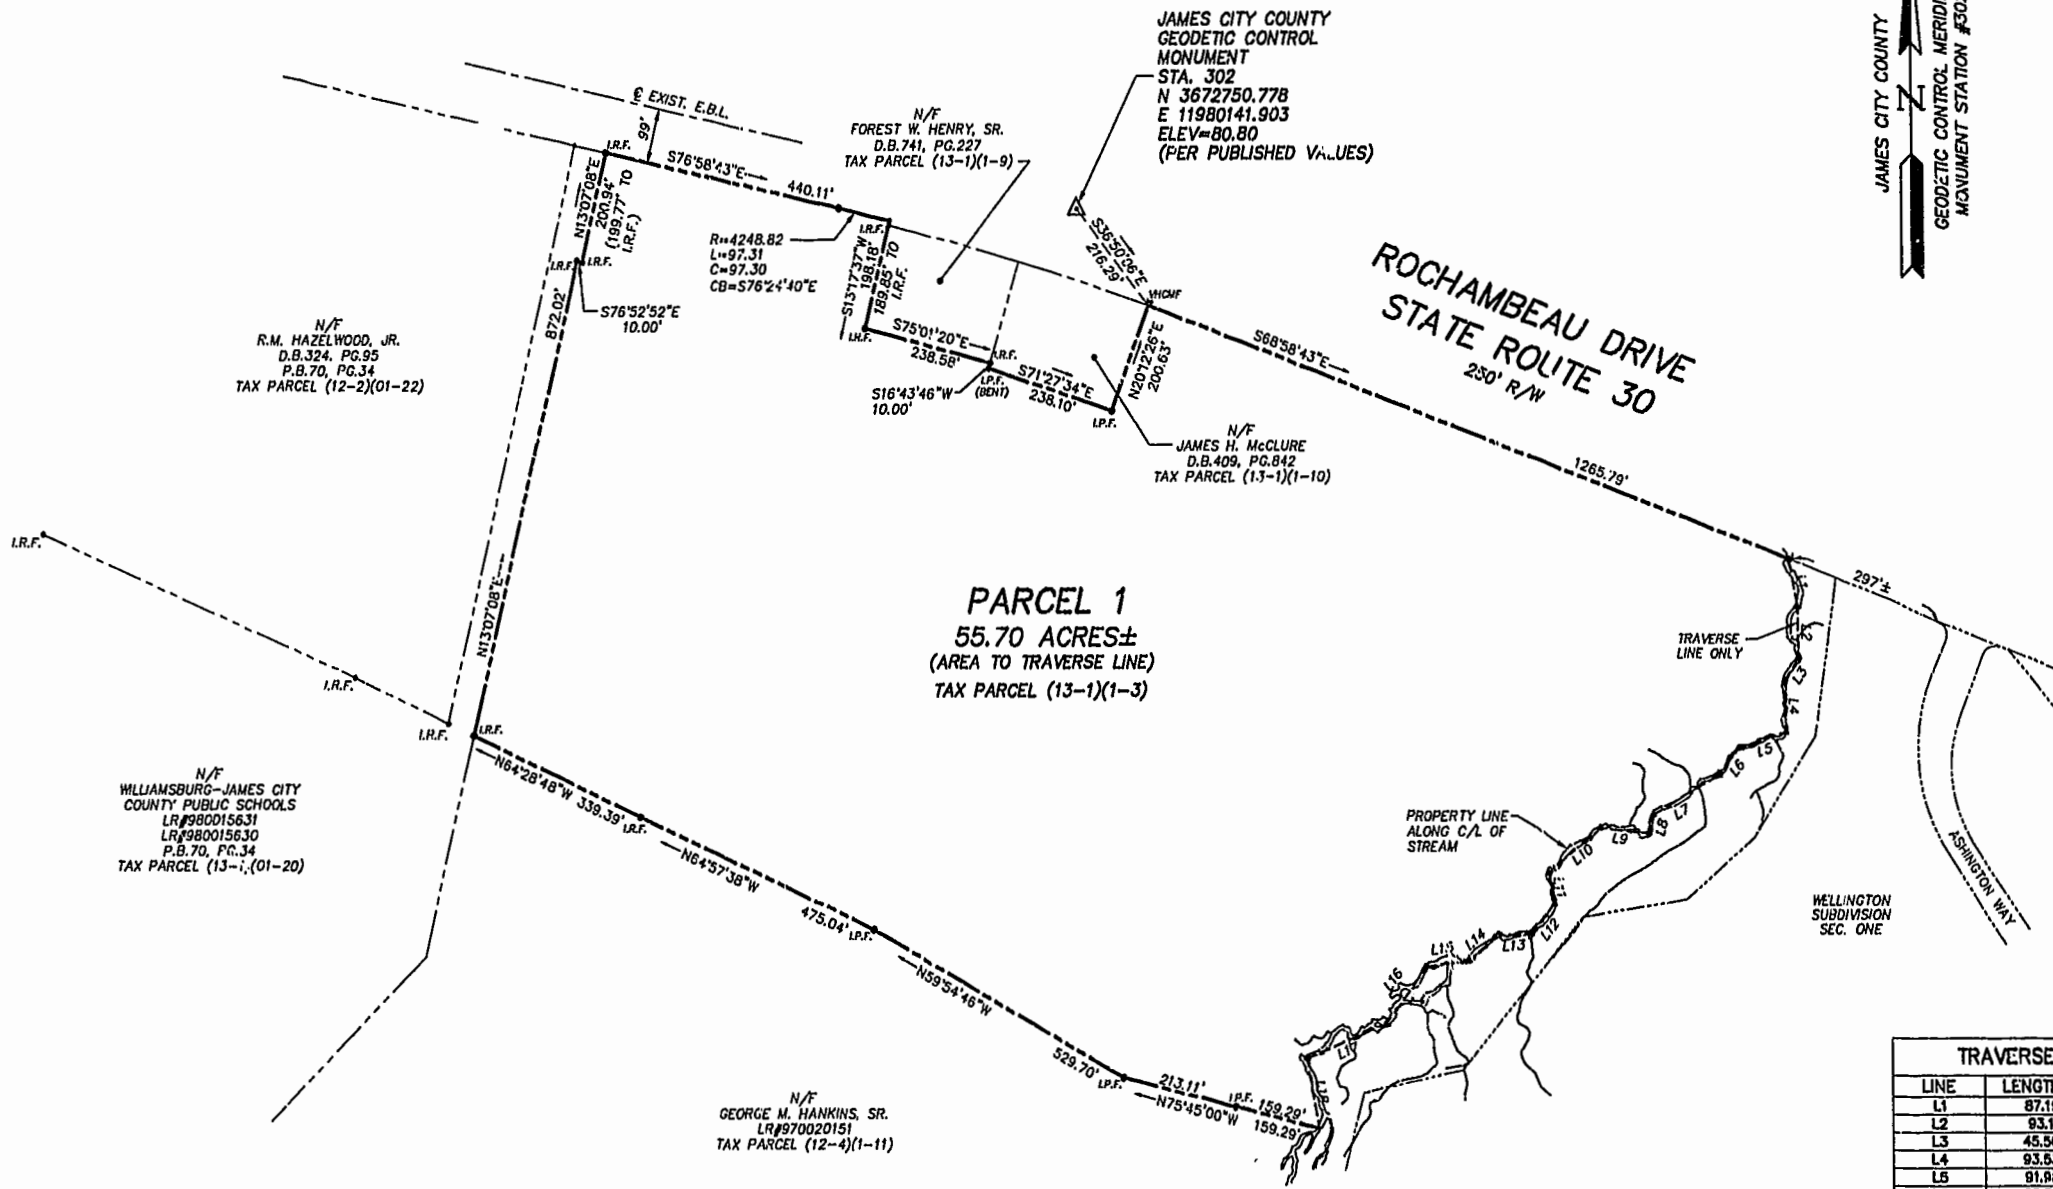 JAMES CITY COUNTY
GEODETIC CONTROL
MONUMENT
STA. 302
N 3672750.778
E 11980141.903
ELEV=80.80
(PER PUBLISHED VALUES)
JAMES CITY COUNTY
N
MONUMENT STATION
GEODETIC CONTROL
℄ EXIST. E.B.L.
99'
N/F
FOREST W. HENRY, SR.
D.B.741, PG.227
TAX PARCEL (13-1)(1-9)
I.R.F.
S76°58'43"E
440.11'
N13°07'08"E
200.94'
(199.77' TO
I.R.F.)
I.R.F.
I.R.F.
S76°52'52"E
10.00'
R=4248.82
L=97.31
C=97.30
CB=S76°24'40"E
I.R.F.
S13°17'37"W
198.18'
189.85' TO
I.R.F.
I.R.F.
S75°01'20"E
238.58'
I.R.F.
I.P.F.
(BENT)
S16°43'46"W
10.00'
S71°27'34"E
238.10'
I.P.F.
N20°12'26"E
200.63'
S36°50'06"E
216.29'
VHCMF
N/F
JAMES H. McCLURE
D.B.409, PG.842
TAX PARCEL (13-1)(1-10)
ROCHAMBEAU DRIVE
STATE ROUTE 30
250' R/W
S68°58'43"E
1265.79'
297'±
N/F
R.M. HAZELWOOD, JR.
D.B.324, PG.95
P.B.70, PG.34
TAX PARCEL (12-2)(01-22)
872.02'
N13°07'08"E
I.R.F.
I.R.F.
I.R.F.
I.R.F.
PARCEL 1
55.70 ACRES±
(AREA TO TRAVERSE LINE)
TAX PARCEL (13-1)(1-3)
TRAVERSE
LINE ONLY
L1
L2
L3
L4
L5
L6
L7
L8
L9
L10
L11
L12
L13
L14
L15
L16
L18
PROPERTY LINE
ALONG C/L OF
STREAM
ASHINGTON WAY
WELLINGTON
SUBDIVISION
SEC. ONE
N/F
WILLIAMSBURG-JAMES CITY
COUNTY PUBLIC SCHOOLS
LR#980015631
LR#980015630
P.B.70, PG.34
TAX PARCEL
N64°28'48"W 339.39'
I.R.F.
N64°57'38"W
475.04'
I.P.F.
N59°54'46"W
529.70'
I.P.F.
213.11'
N75°45'00"W
I.P.F.
159.29'
159.29'
N/F
GEORGE M. HANKINS, SR.
LR#970020151
TAX PARCEL (12-4)(1-11)
TRAVERSE
LINE
L1
L2
L3
L4
L5